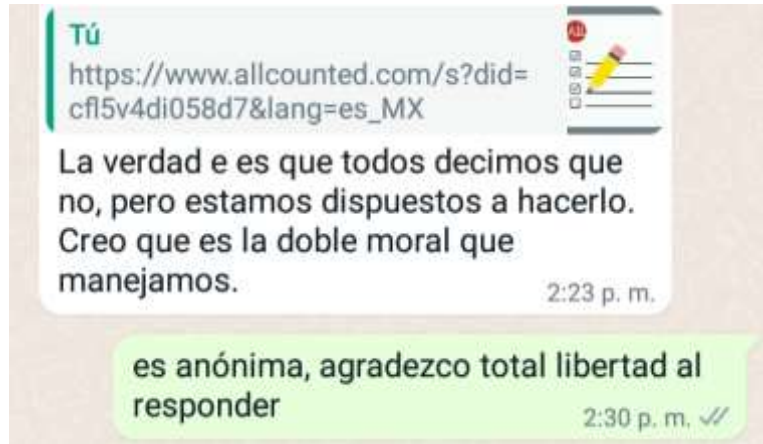 Tú
https://www.allcounted.com/s?did=
cfl5v4di058d7&lang=es_MX
La verdad e es que todos decimos que
no, pero estamos dispuestos a hacerlo.
Creo que es la doble moral que
manejamos.
2:23 p. m.
es anónima, agradezco total libertad al
responder
2:30 p. m.